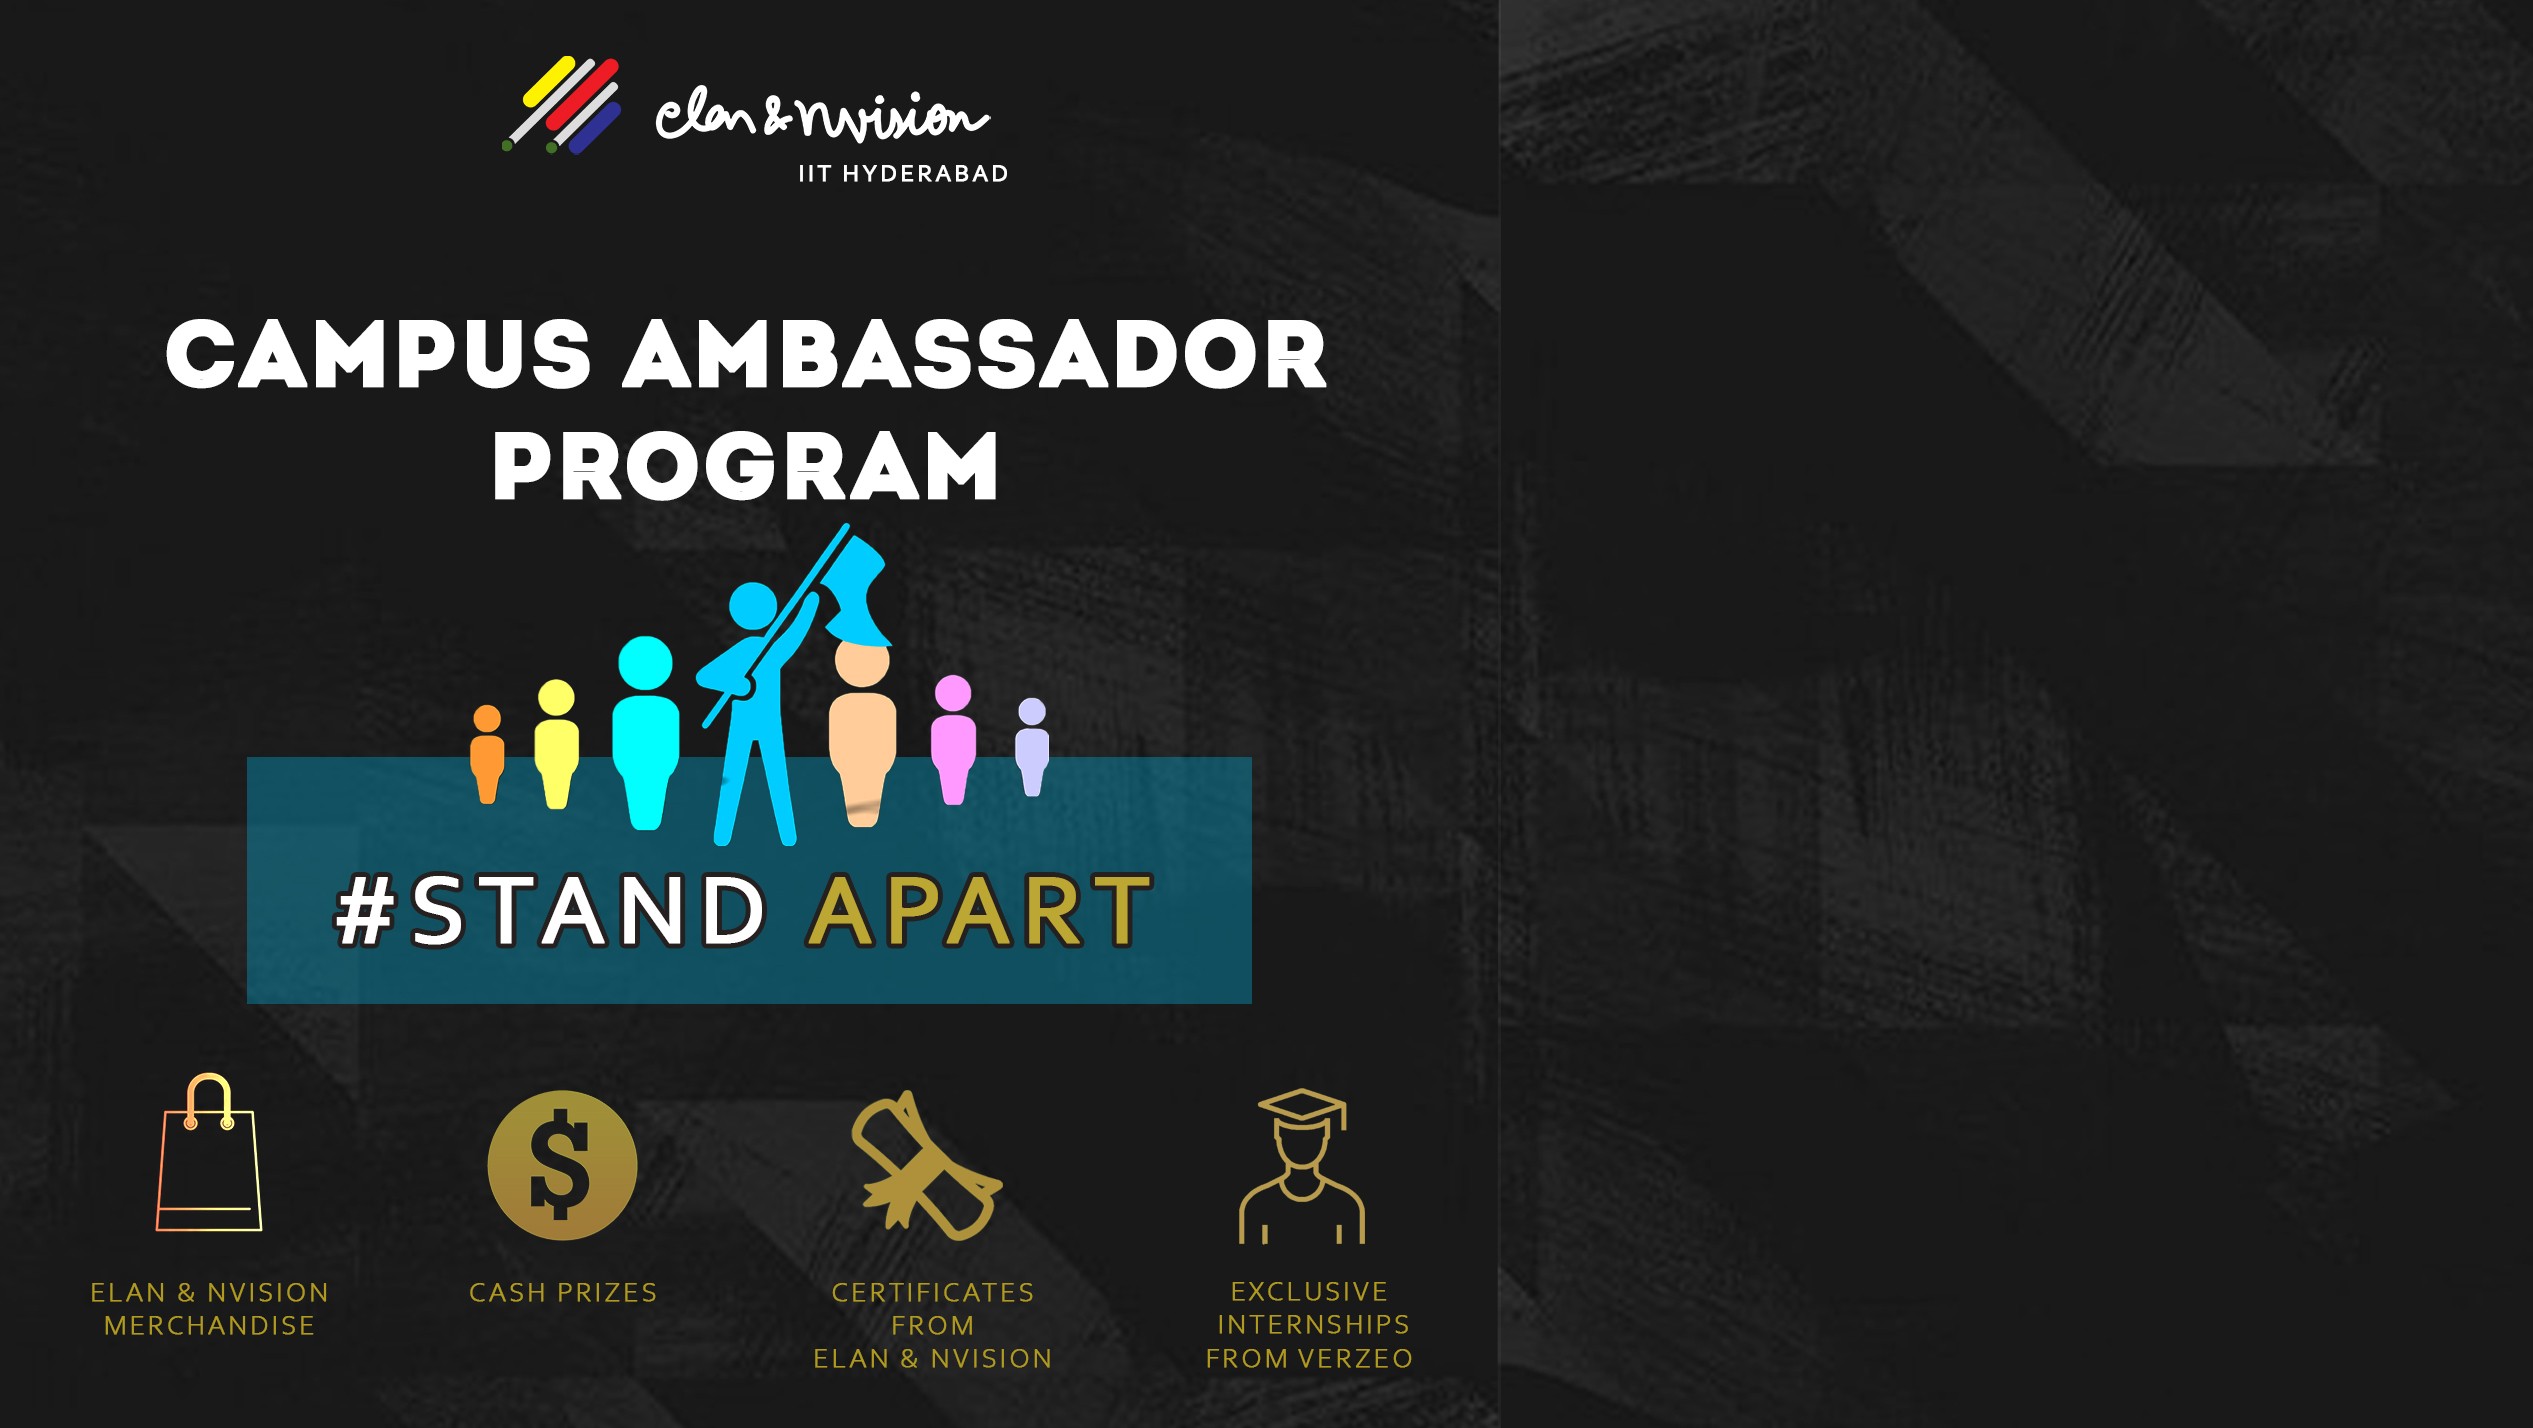 elan & nvision
IIT HYDERABAD
CAMPUS AMBASSADOR
PROGRAM
#STAND APART
ELAN & NVISION
MERCHANDISE
$
CASH PRIZES
CERTIFICATES
FROM
ELAN & NVISION
EXCLUSIVE
INTERNSHIPS
FROM VERZEO